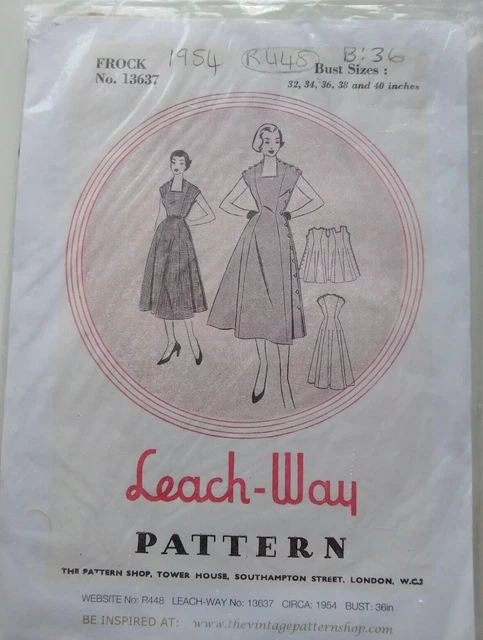 1954 R448 B:36
FROCK
No. 13637
Bust Sizes :
32, 34, 36, 38 and 40 inches
Leach-Way
PATTERN
THE PATTERN SHOP, TOWER HOUSE, SOUTHAMPTON STREET, LONDON, W.C.2
WEBSITE No: R448 LEACH-WAY No: 13637 CIRCA: 1954 BUST: 36in
BE INSPIRED AT : www.thevintagepatternshop.com